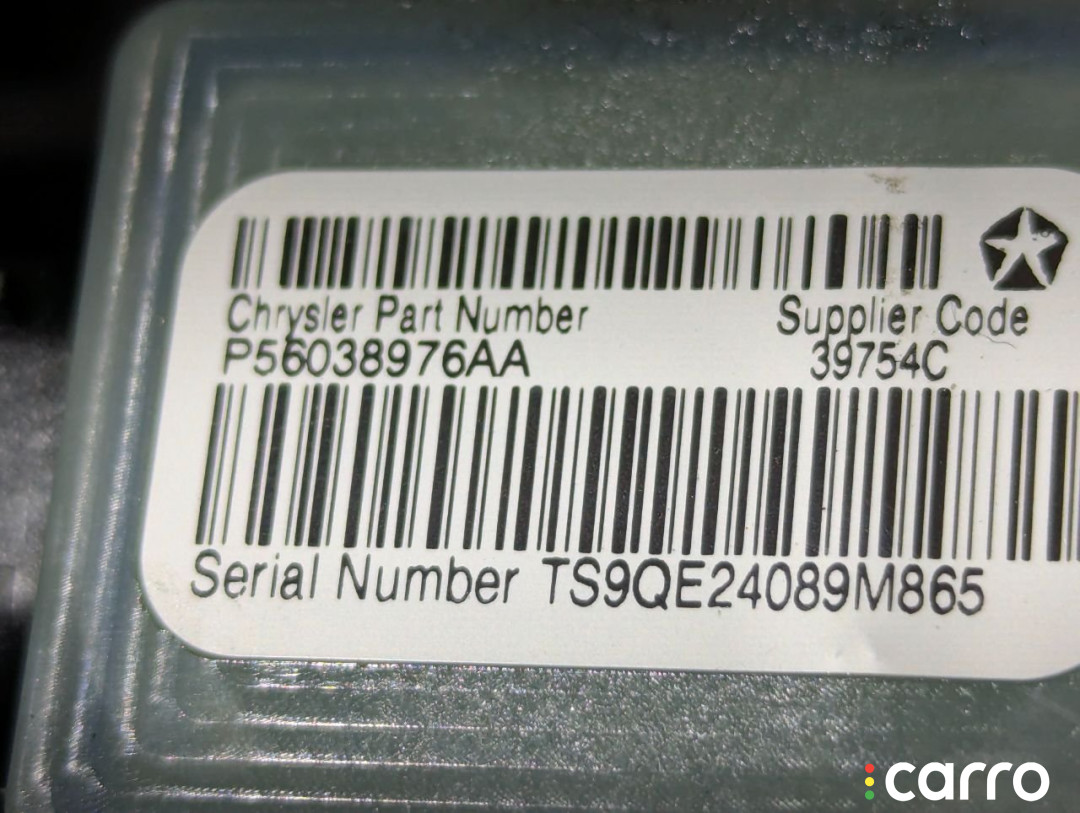 Chrysler Part Number Supplier Code
P56038976AA 39754C
Serial Number TS9QE24089M865
carro